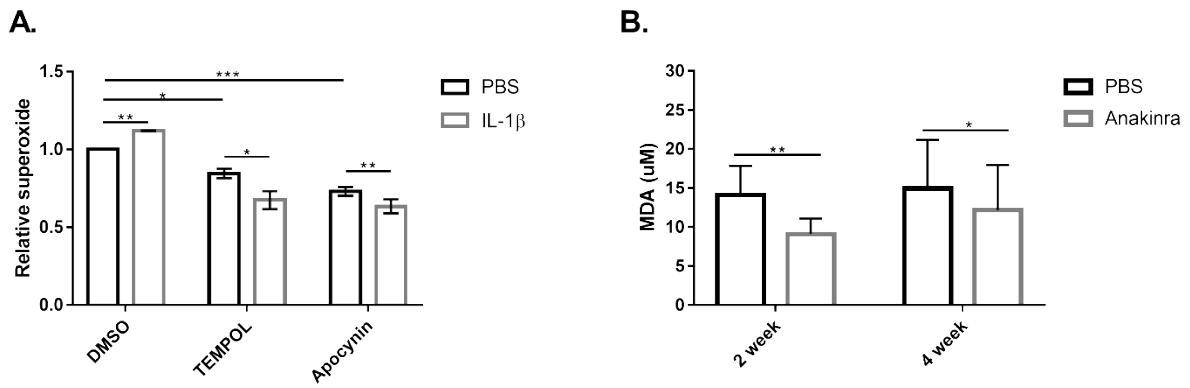 A.
Relative superoxide
1.5
1.0
0.5
0.0
***
*
**
*
**
DMSO
TEMPOL
Apocynin
PBS
IL-1β
B.
MDA (uM)
30
25
20
15
10
5
0
**
*
2 week
4 week
PBS
Anakinra